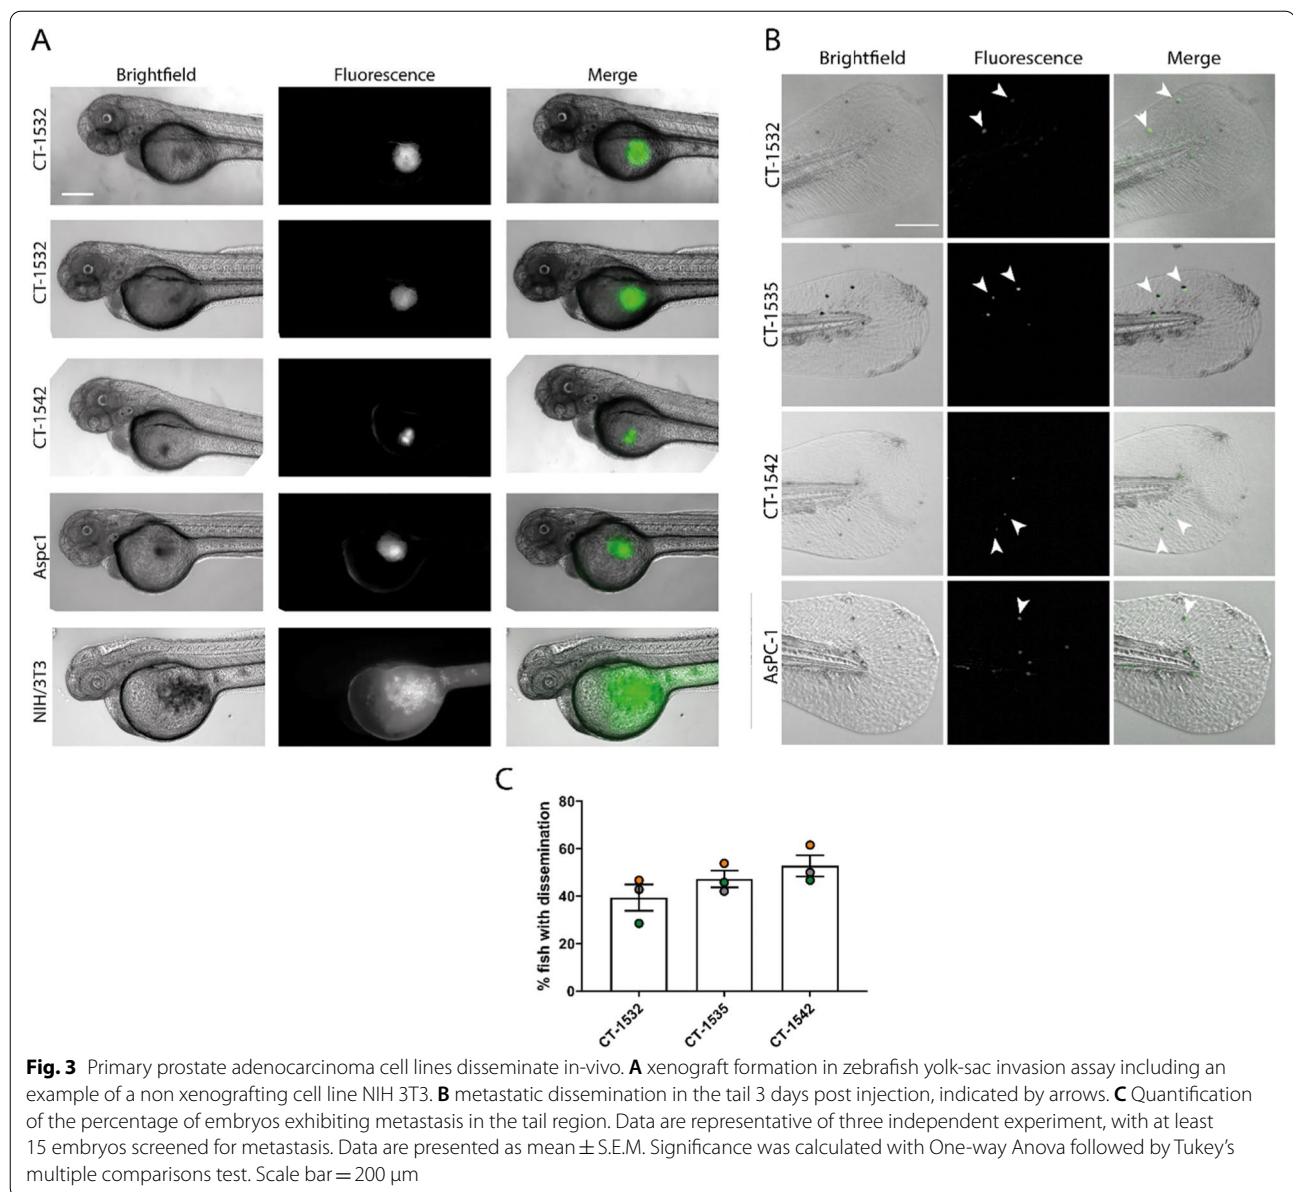 A
Brightfield Fluorescence Merge
CT-1532
CT-1532
CT-1542
Aspc1
NIH/3T3
B
Brightfield Fluorescence Merge
CT-1532
CT-1535
CT-1542
AsPC-1
C
% fish with dissemination
80
60
40
20
0
CT-1532
CT-1535
CT-1542
Fig. 3 Primary prostate adenocarcinoma cell lines disseminate in-vivo. A xenograft formation in zebrafish yolk-sac invasion assay including an
example of a non xenografting cell line NIH 3T3. B metastatic dissemination in the tail 3 days post injection, indicated by arrows. C Quantification
of the percentage of embryos exhibiting metastasis in the tail region. Data are representative of three independent experiment, with at least
15 embryos screened for metastasis. Data are presented as mean ± S.E.M. Significance was calculated with One-way Anova followed by Tukey’s
multiple comparisons test. Scale bar = 200 μm